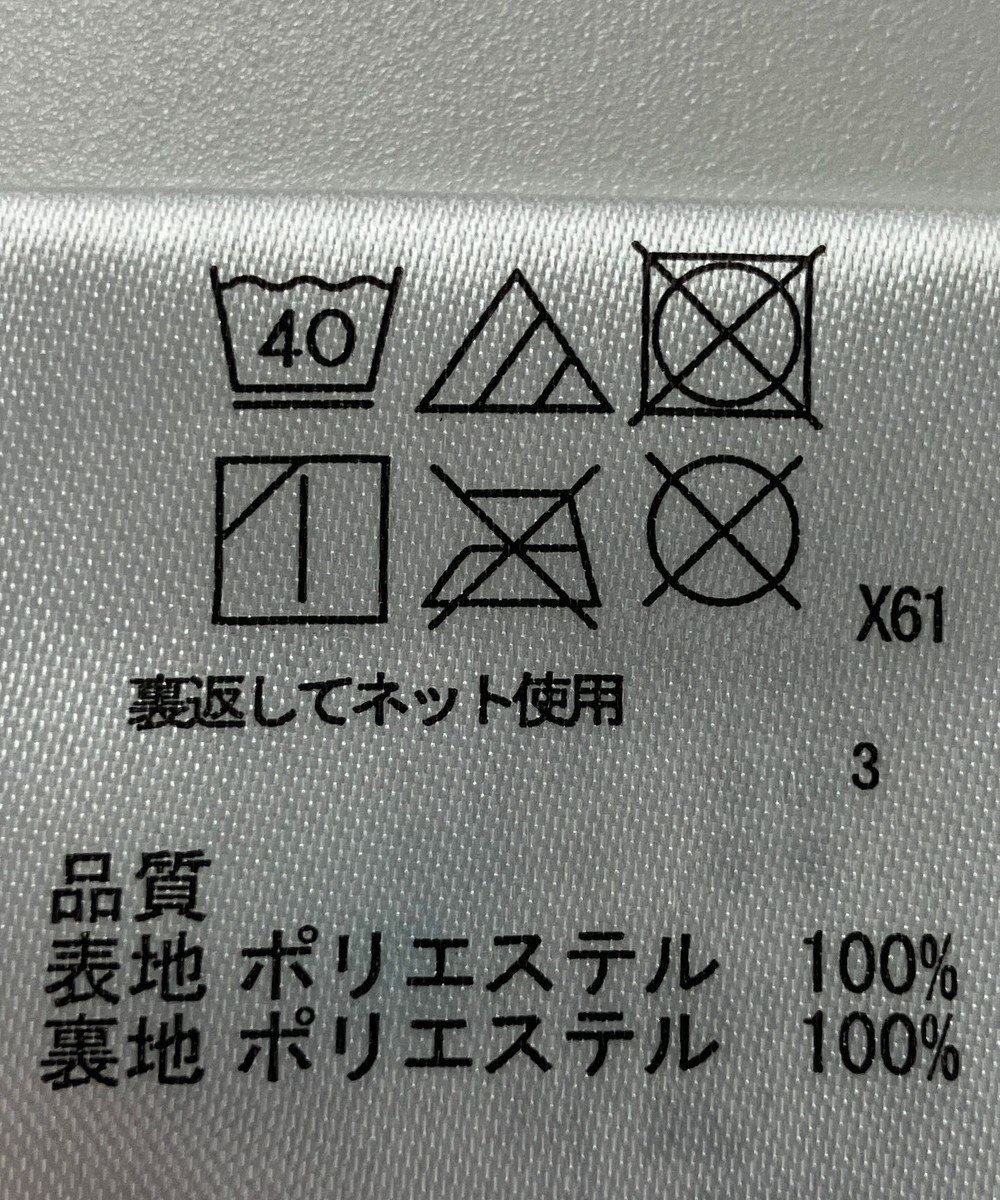 40
X61
裏返してネット使用
3
品質
表地 ポリエステル 100%
裏地 ポリエステル 100%